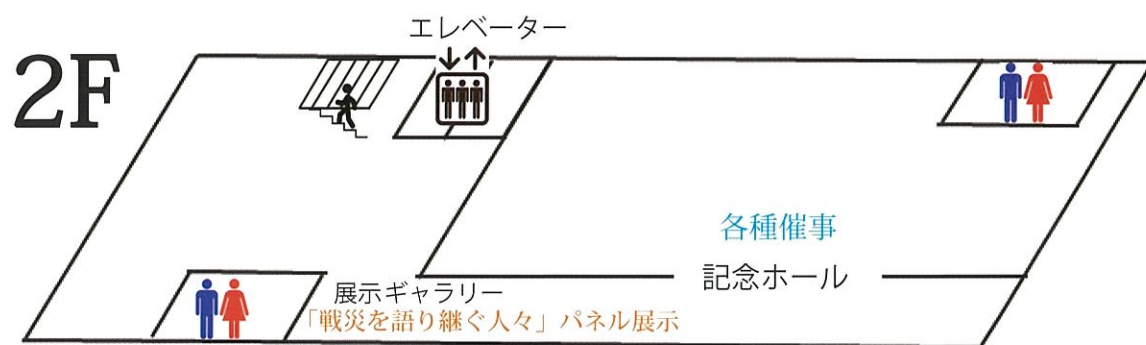 エレベーター
2F
各種催事
記念ホール
展示ギャラリー
「戦災を語り継ぐ人々」パネル展示